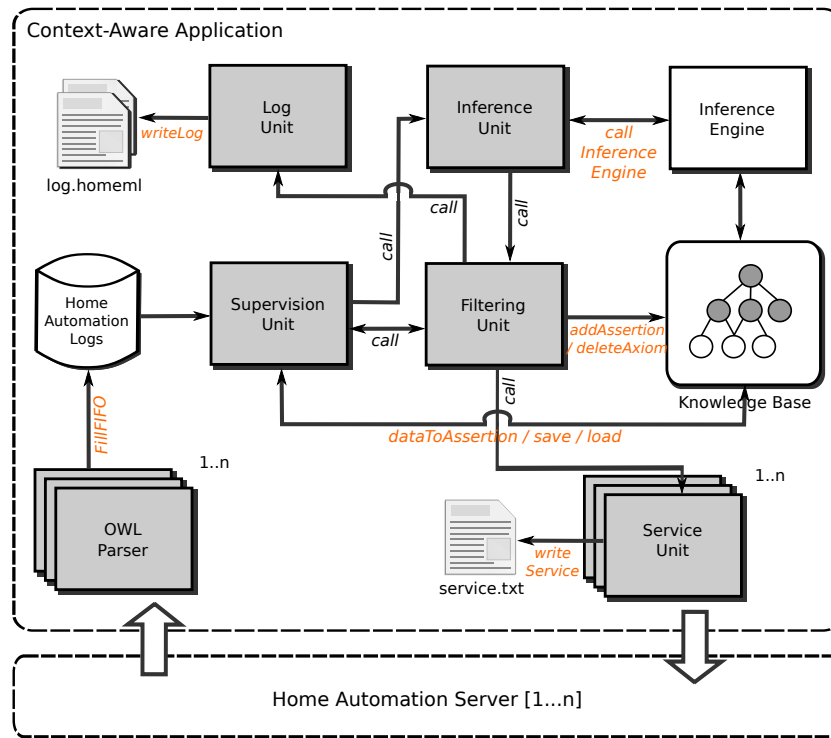 Context-Aware Application
Log
Unit
Inference
Unit
Inference
Engine
writeLog
call
Inference
Engine
log.homeml
call
call
call
Home
Automation
Logs
Supervision
Unit
Filtering
Unit
addAssertion
/ deleteAxiom
call
call
Knowledge Base
FillFIFO
dataToAssertion / save / load
1..n
1..n
OWL
Parser
Service
Unit
write
Service
service.txt
Home Automation Server [1...n]